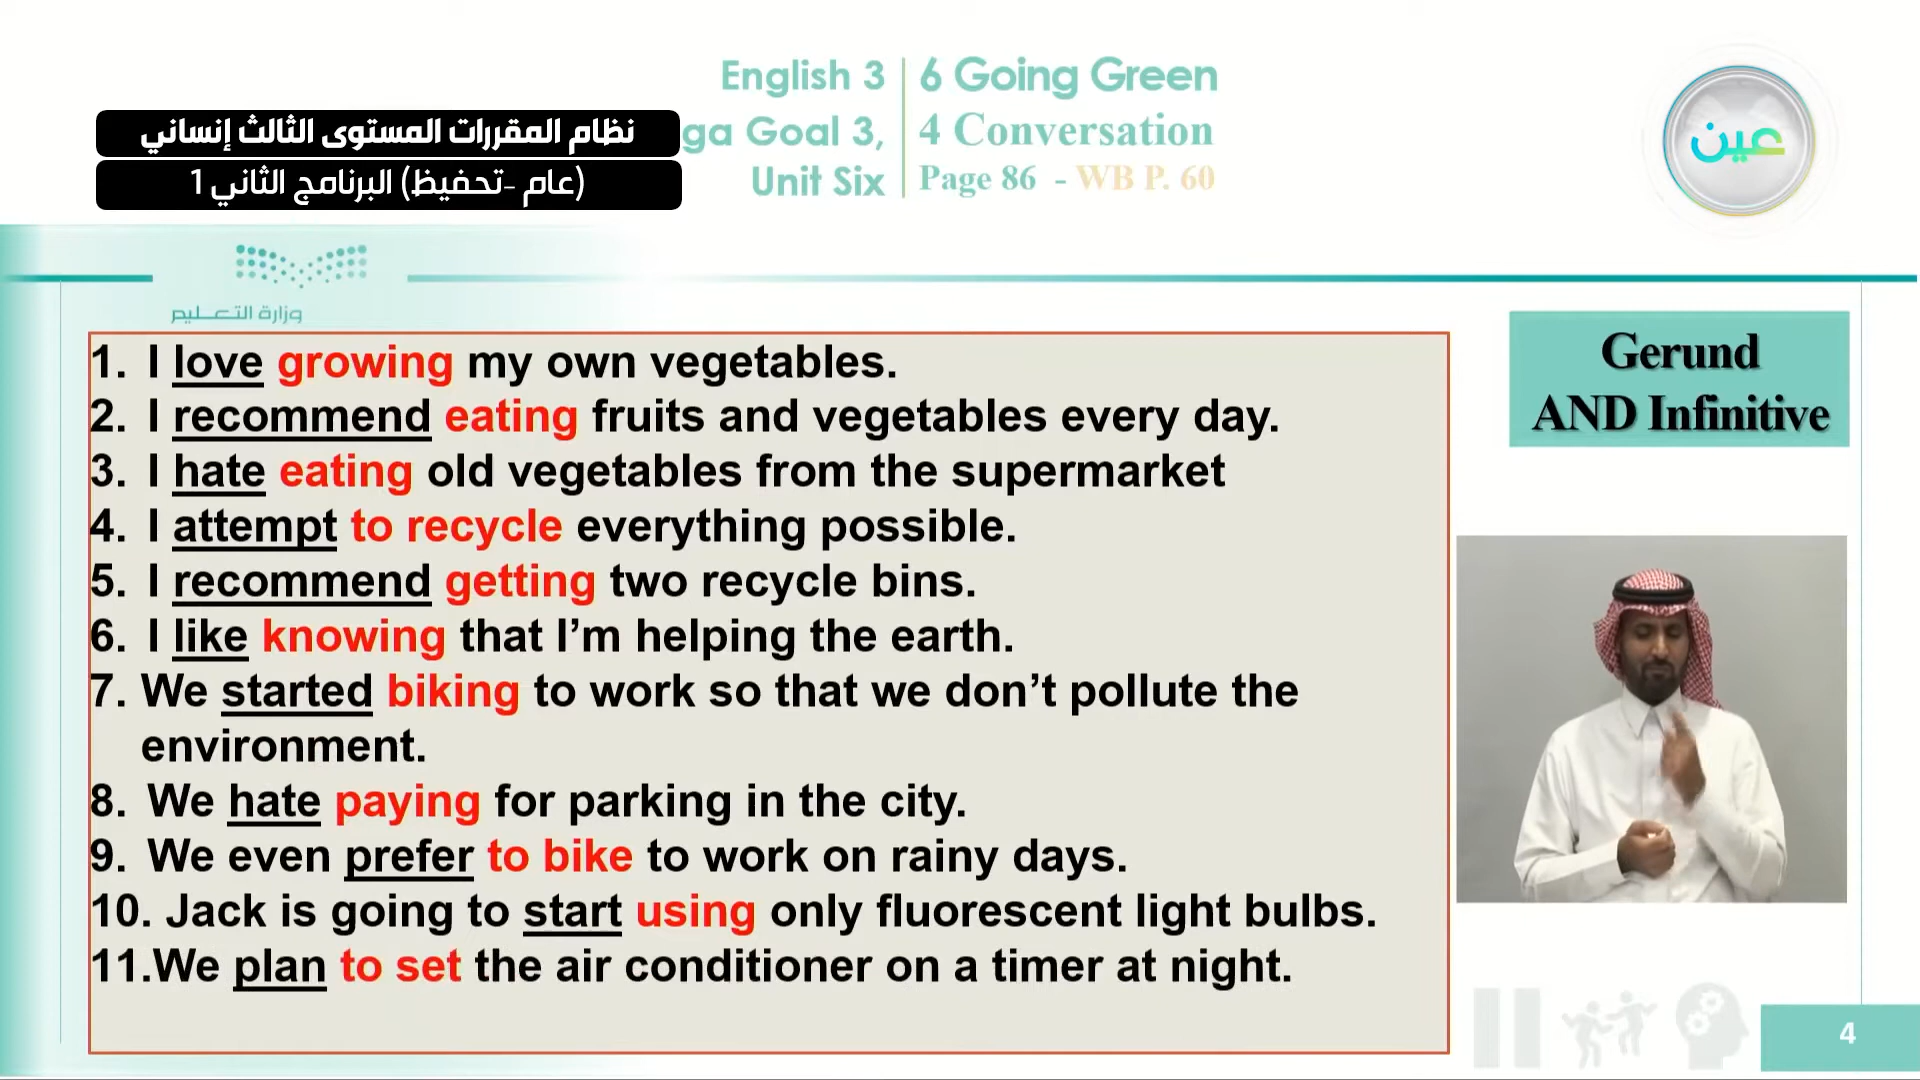 English 3
6 Going Green
نظام المقررات المستوى الثالث إنساني
ga Goal 3,
4 Conversation
(عام -تحفيظ) البرنامج الثاني 1
Unit Six
Page 86 - WB P. 60
عين
وزارة التعليم
Gerund
AND Infinitive
1. I love growing my own vegetables.
2. I recommend eating fruits and vegetables every day.
3. I hate eating old vegetables from the supermarket
4. I attempt to recycle everything possible.
5. I recommend getting two recycle bins.
6. I like knowing that I’m helping the earth.
7. We started biking to work so that we don’t pollute the
environment.
8. We hate paying for parking in the city.
9. We even prefer to bike to work on rainy days.
10. Jack is going to start using only fluorescent light bulbs.
11.We plan to set the air conditioner on a timer at night.
4